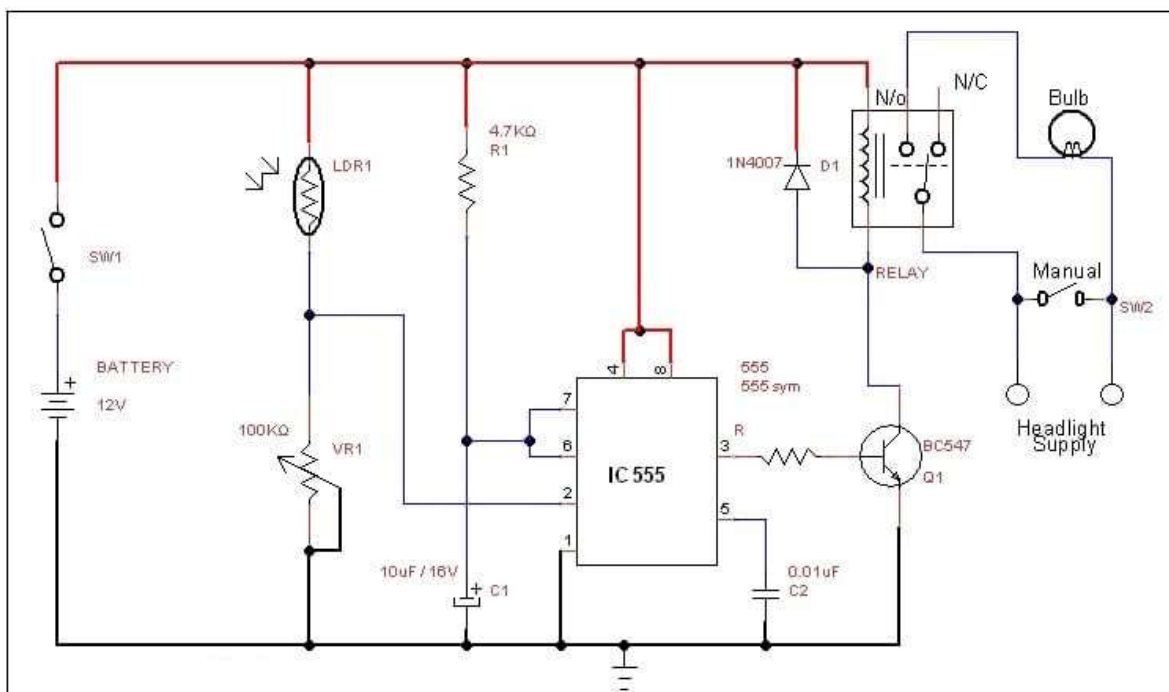 N/o
N/C
Bulb
4.7KΩ
R1
LDR1
1N4007
D1
SW1
RELAY
Manual
SW2
BATTERY
+
12V
4
8
555
555 sym
Headlight
Supply
100KΩ
VR1
7
6
2
1
IC 555
3
5
R
BC547
Q1
10uF / 16V
+
C1
0.01uF
C2